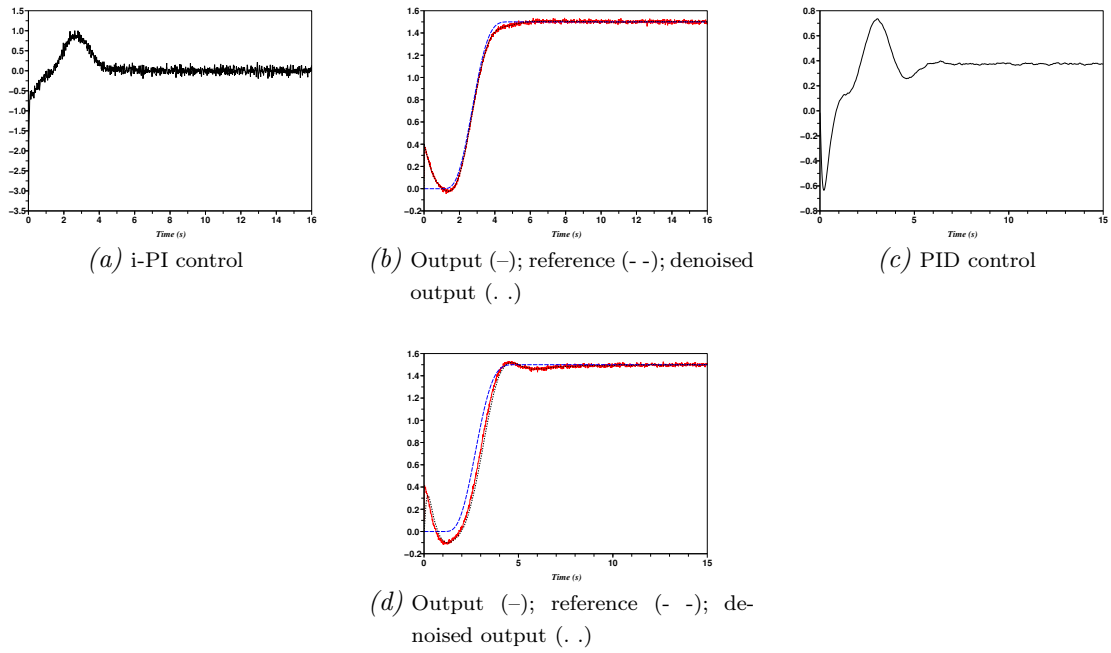 1.5
1.0
0.5
0.0
−0.5
−1.0
−1.5
−2.0
−2.5
−3.0
−3.5
0 2 4 6 8 10 12 14 16
Time (s)
(a) i-PI control
1.6
1.4
1.2
1.0
0.8
0.6
0.4
0.2
0.0
−0.2
0 2 4 6 8 10 12 14 16
Time (s)
(b) Output (–); reference (- -); denoised
output (. .)
0.8
0.6
0.4
0.2
0.0
−0.2
−0.4
−0.6
−0.8
0 5 10 15
Time (s)
(c) PID control
1.6
1.4
1.2
1.0
0.8
0.6
0.4
0.2
0.0
−0.2
0 5 10 15
Time (s)
(d) Output (–); reference (- -); de-
noised output (. .)